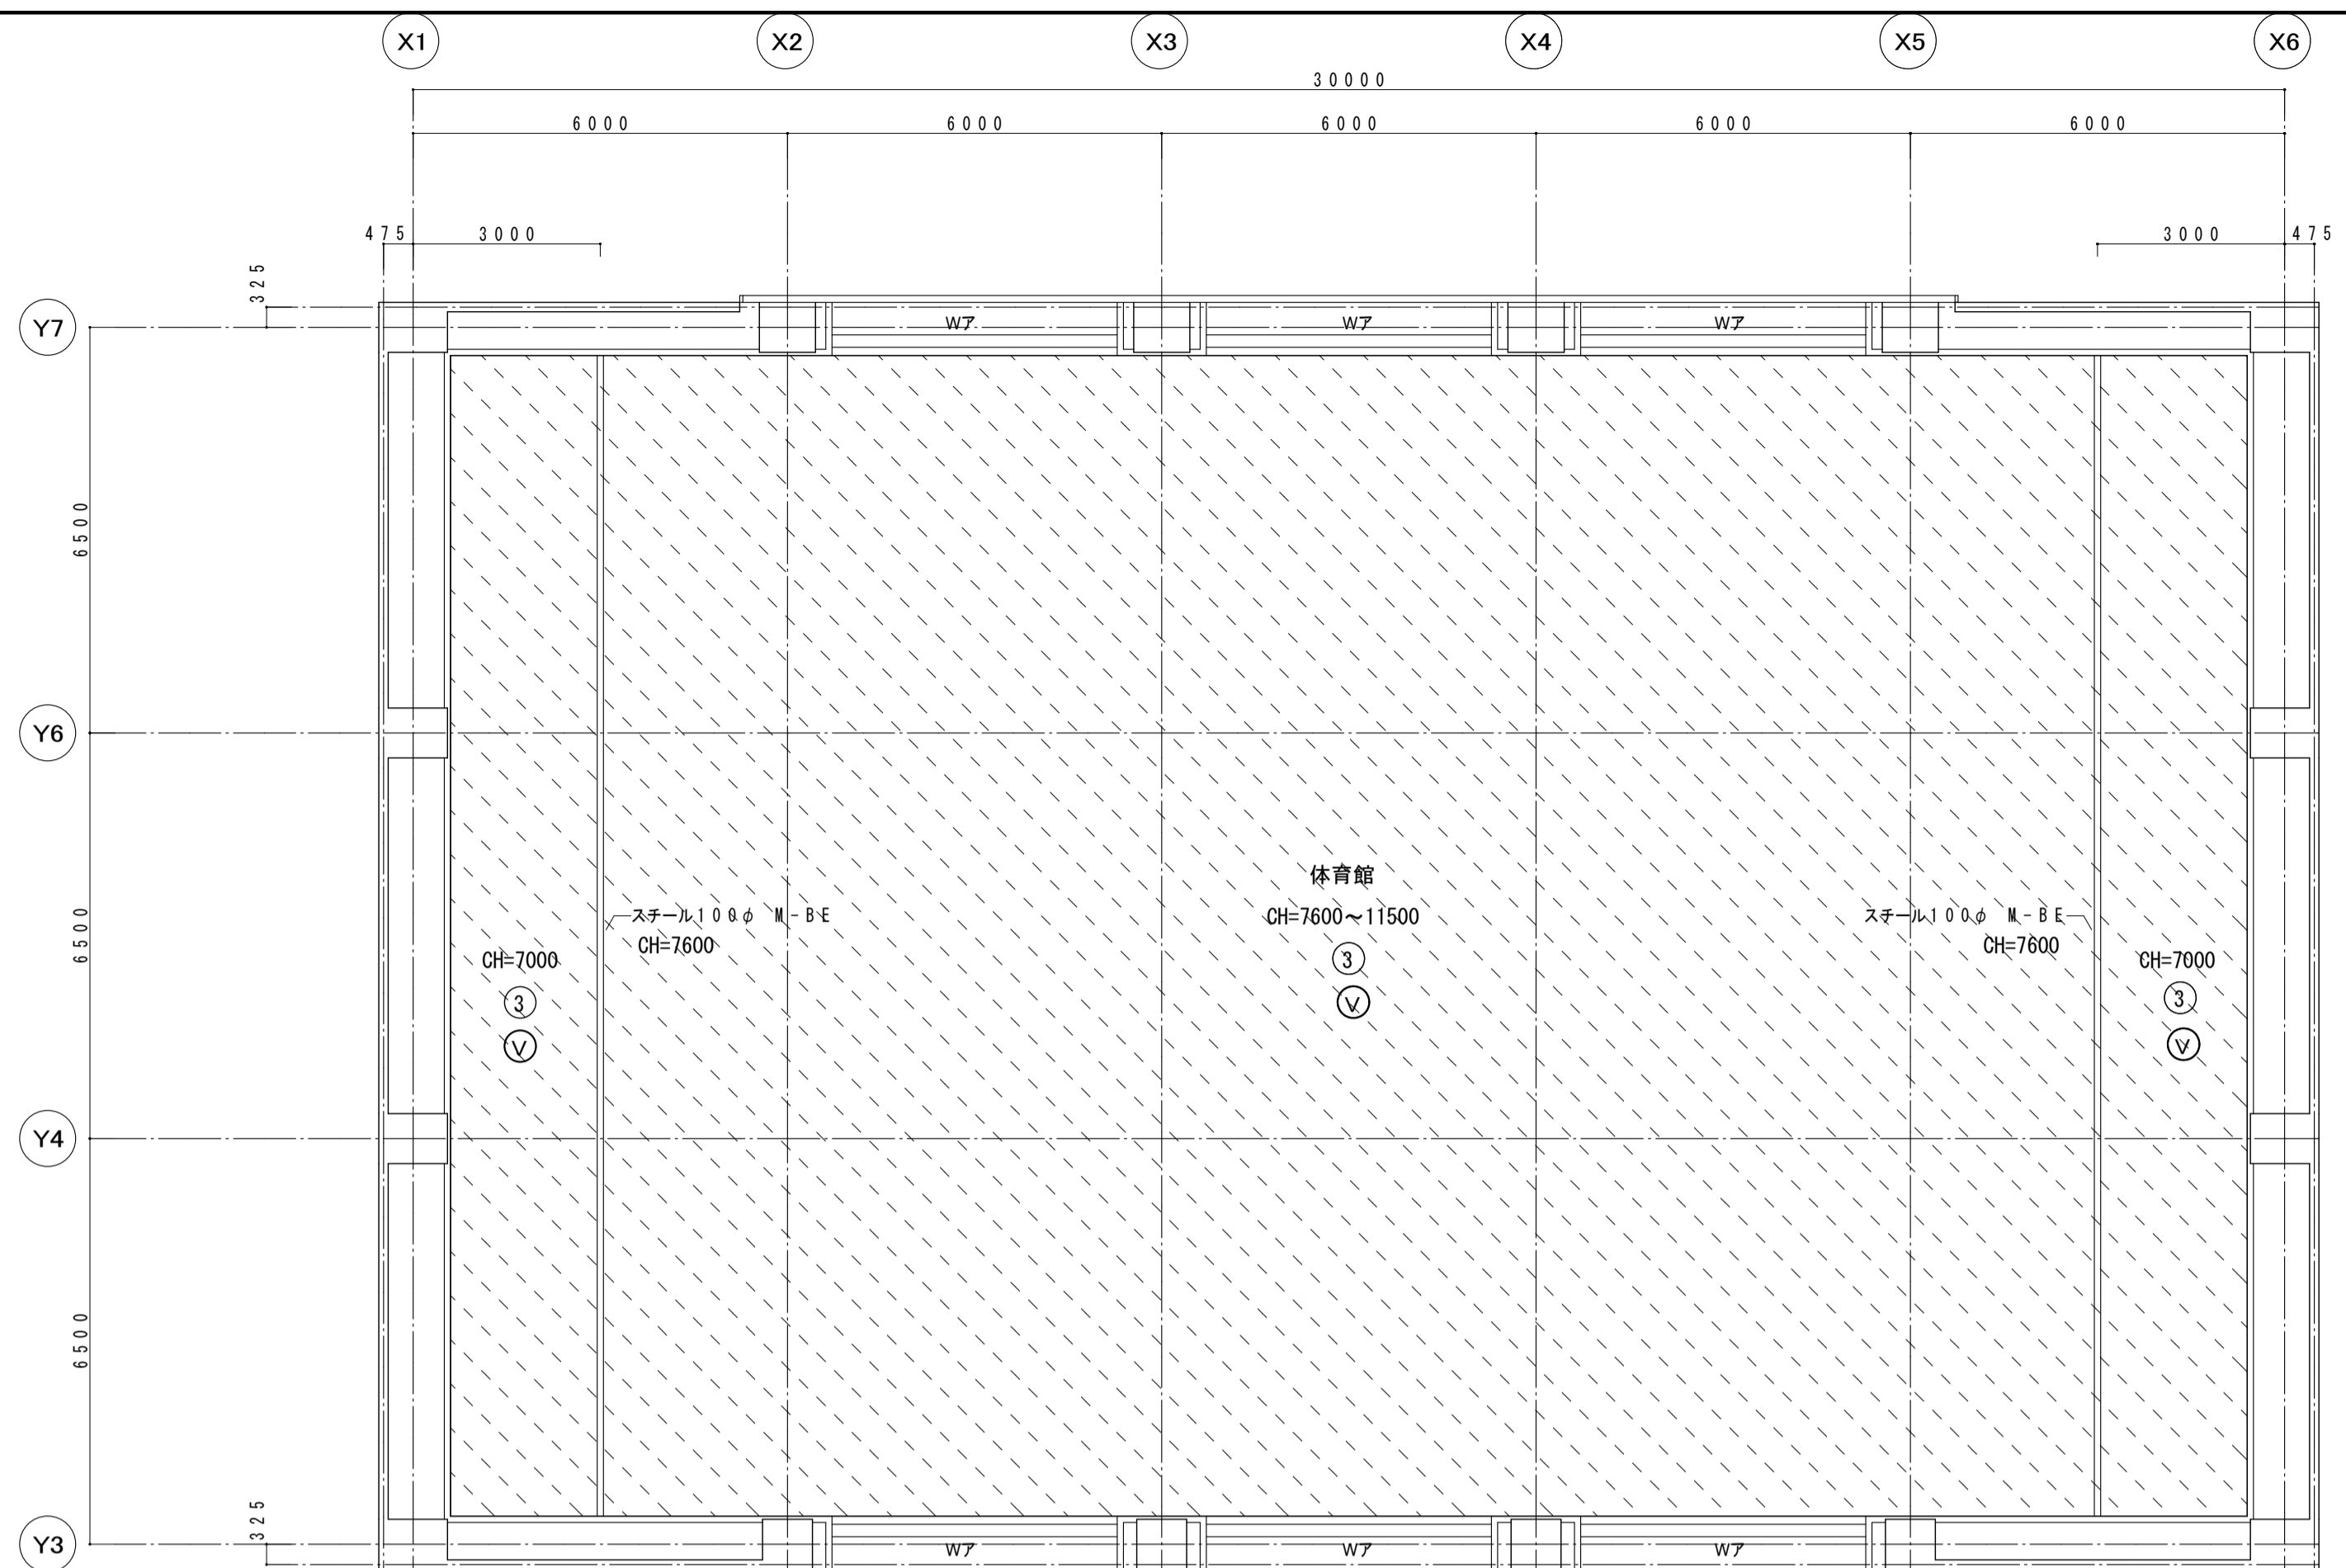 X1 X2 X3 X4 X5 X6
30000
6000 6000 6000 6000 6000
475 3000 3000 475
325
Y7
Wア Wア Wア
6500
Y6
体育館
スチール100φ M-BE CH=7600～11500 スチール100φ M-BE
CH=7600 CH=7600
CH=7000 3 CH=7000
3 V 3
V V
6500
Y4
6500
325
Y3
Wア Wア Wア